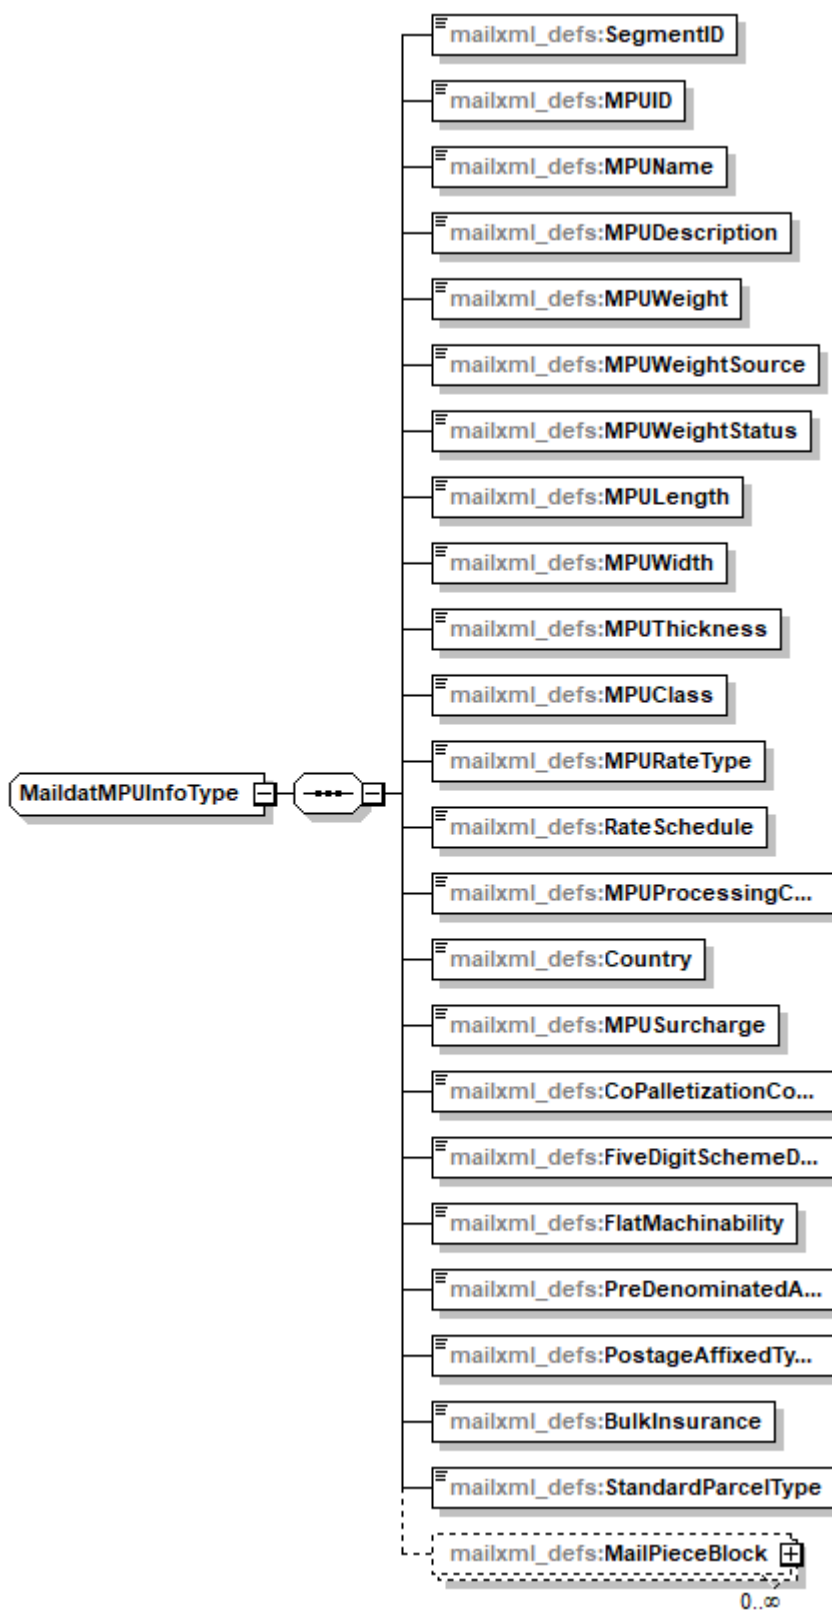 mailxml_defs:SegmentID
mailxml_defs:MPUID
mailxml_defs:MPUName
mailxml_defs:MPUDescription
mailxml_defs:MPUWeight
mailxml_defs:MPUWeightSource
mailxml_defs:MPUWeightStatus
mailxml_defs:MPULength
mailxml_defs:MPUWidth
mailxml_defs:MPUThickness
mailxml_defs:MPUClass
mailxml_defs:MPURateType
MaildatMPUInfoType
mailxml_defs:RateSchedule
mailxml_defs:MPUProcessingC...
mailxml_defs:Country
mailxml_defs:MPUSurcharge
mailxml_defs:CoPalletizationCo...
mailxml_defs:FiveDigitSchemeD...
mailxml_defs:FlatMachinability
mailxml_defs:PreDenominatedA...
mailxml_defs:PostageAffixedTy...
mailxml_defs:BulkInsurance
mailxml_defs:StandardParcelType
mailxml_defs:MailPieceBlock
0..∞